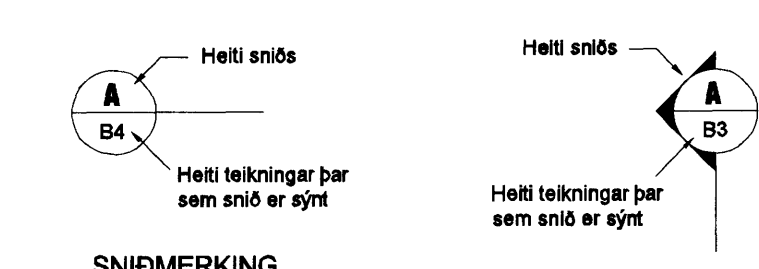 Heiti sniðs
A
B4
Heiti teikningar þar
sem snið er sýnt
SNIÐMERKING
Heiti sniðs
A
B3
Heiti teikningar þar
sem snið er sýnt